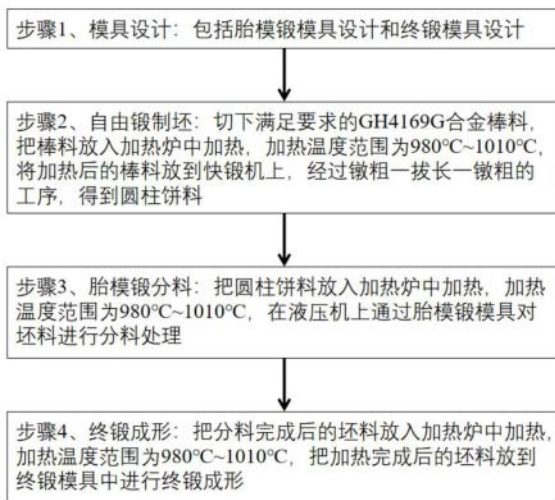 步骤1、模具设计：包括胎模锻模具设计和终锻模具设计
步骤2、自由锻制坯：切下满足要求的GH4169G合金棒料，
把棒料放入加热炉中加热，加热温度范围为980℃~1010℃，
将加热后的棒料放到快锻机上，经过镦粗—拔长—镦粗的
工序，得到圆柱饼料
步骤3、胎模锻分料：把圆柱饼料放入加热炉中加热，加热
温度范围为980℃~1010℃，在液压机上通过胎模锻模具对
坯料进行分料处理
步骤4、终锻成形：把分料完成后的坯料放入加热炉中加热，
加热温度范围为980℃~1010℃，把加热完成后的坯料放到
终锻模具中进行终锻成形